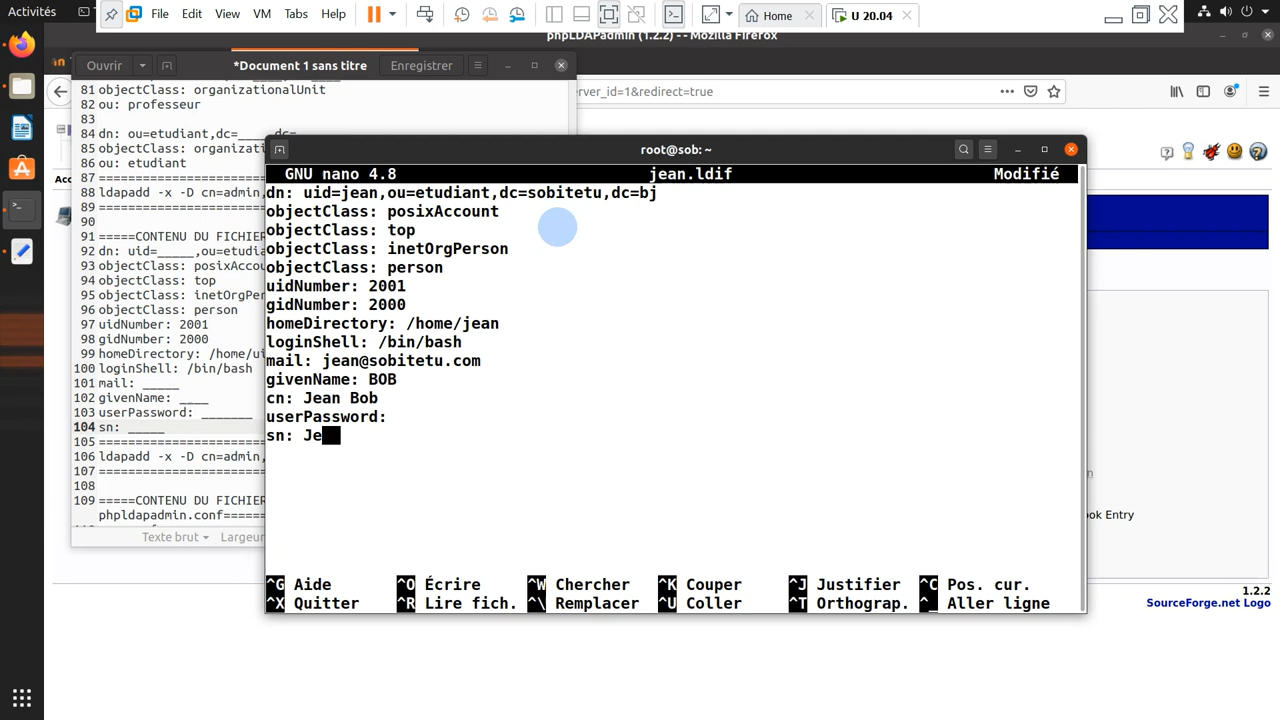 Activités
File Edit View VM Tabs Help
Home
U 20.04
phpLDAPadmin (1.2.2) - - Mozilla Firefox
Ouvrir
*Document 1 sans titre
Enregistrer
erver_id=1&redirect=true
81 objectClass: organizationalUnit
82 ou: professeur
83
84 dn: ou=etudiant,dc=_____,dc=
85 objectClass: organizati
86 ou: etudiant
87 =======================
88 ldapadd -x -D cn=admin,
89 =======================
90
91 =====CONTENU DU FICHIER
92 dn: uid=_____,ou=etudia
93 objectClass: posixAccou
94 objectClass: top
95 objectClass: inetOrgPer
96 objectClass: person
97 uidNumber: 2001
98 gidNumber: 2000
99 homeDirectory: /home/ui
100 loginShell: /bin/bash
101 mail: _____
102 givenName: ____
103 userPassword: _______
104 sn: _____
105 =======================
106 ldapadd -x -D cn=admin,
107 =======================
108
109 =====CONTENU DU FICHIER
phpldapadmin.conf======
Texte brut
Largeur
root@sob: ~
GNU nano 4.8 jean.ldif Modifié
dn: uid=jean,ou=etudiant,dc=sobitetu,dc=bj
objectClass: posixAccount
objectClass: top
objectClass: inetOrgPerson
objectClass: person
uidNumber: 2001
gidNumber: 2000
homeDirectory: /home/jean
loginShell: /bin/bash
mail: jean@sobitetu.com
givenName: BOB
cn: Jean Bob
userPassword:
sn: Je
^G Aide ^O Écrire ^W Chercher ^K Couper ^J Justifier ^C Pos. cur.
^X Quitter ^R Lire fich. ^\ Remplacer ^U Coller ^T Orthograp. ^_ Aller ligne
ook Entry
1.2.2
SourceForge.net Logo